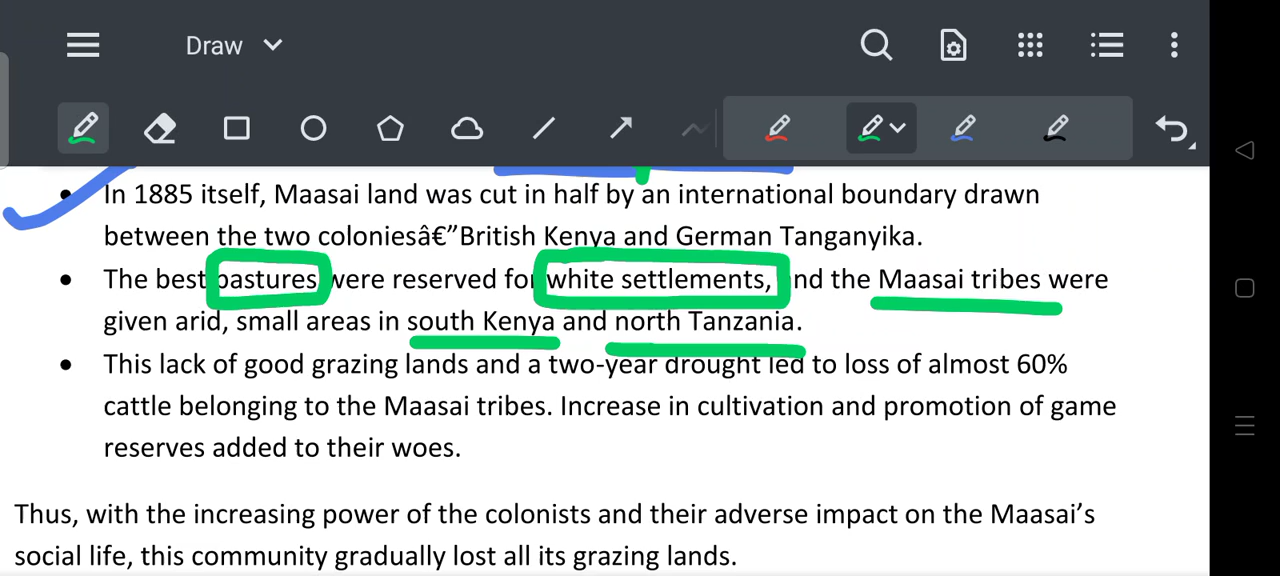 Draw
In 1885 itself, Maasai land was cut in half by an international boundary drawn
between the two coloniesâ€”British Kenya and German Tanganyika.
The best pastures were reserved for white settlements, and the Maasai tribes were
given arid, small areas in south Kenya and north Tanzania.
This lack of good grazing lands and a two-year drought led to loss of almost 60%
cattle belonging to the Maasai tribes. Increase in cultivation and promotion of game
reserves added to their woes.
Thus, with the increasing power of the colonists and their adverse impact on the Maasai’s
social life, this community gradually lost all its grazing lands.